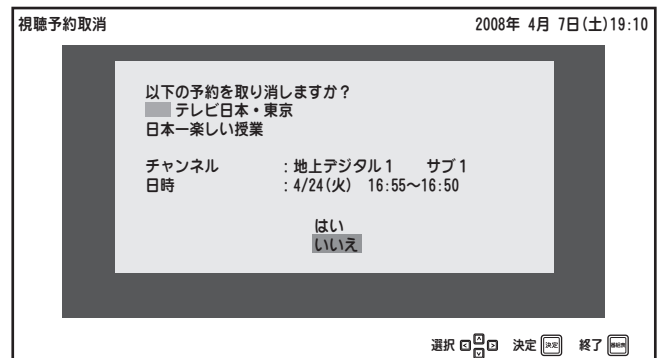 視聴予約取消 2008年 4月 7日(土)19:10
以下の予約を取り消しますか？
テレビ日本・東京
日本一楽しい授業
チャンネル :地上デジタル1 サブ1
日時 :4/24(火) 16:55～16:50
はい
いいえ
選択 決定 決定 終了